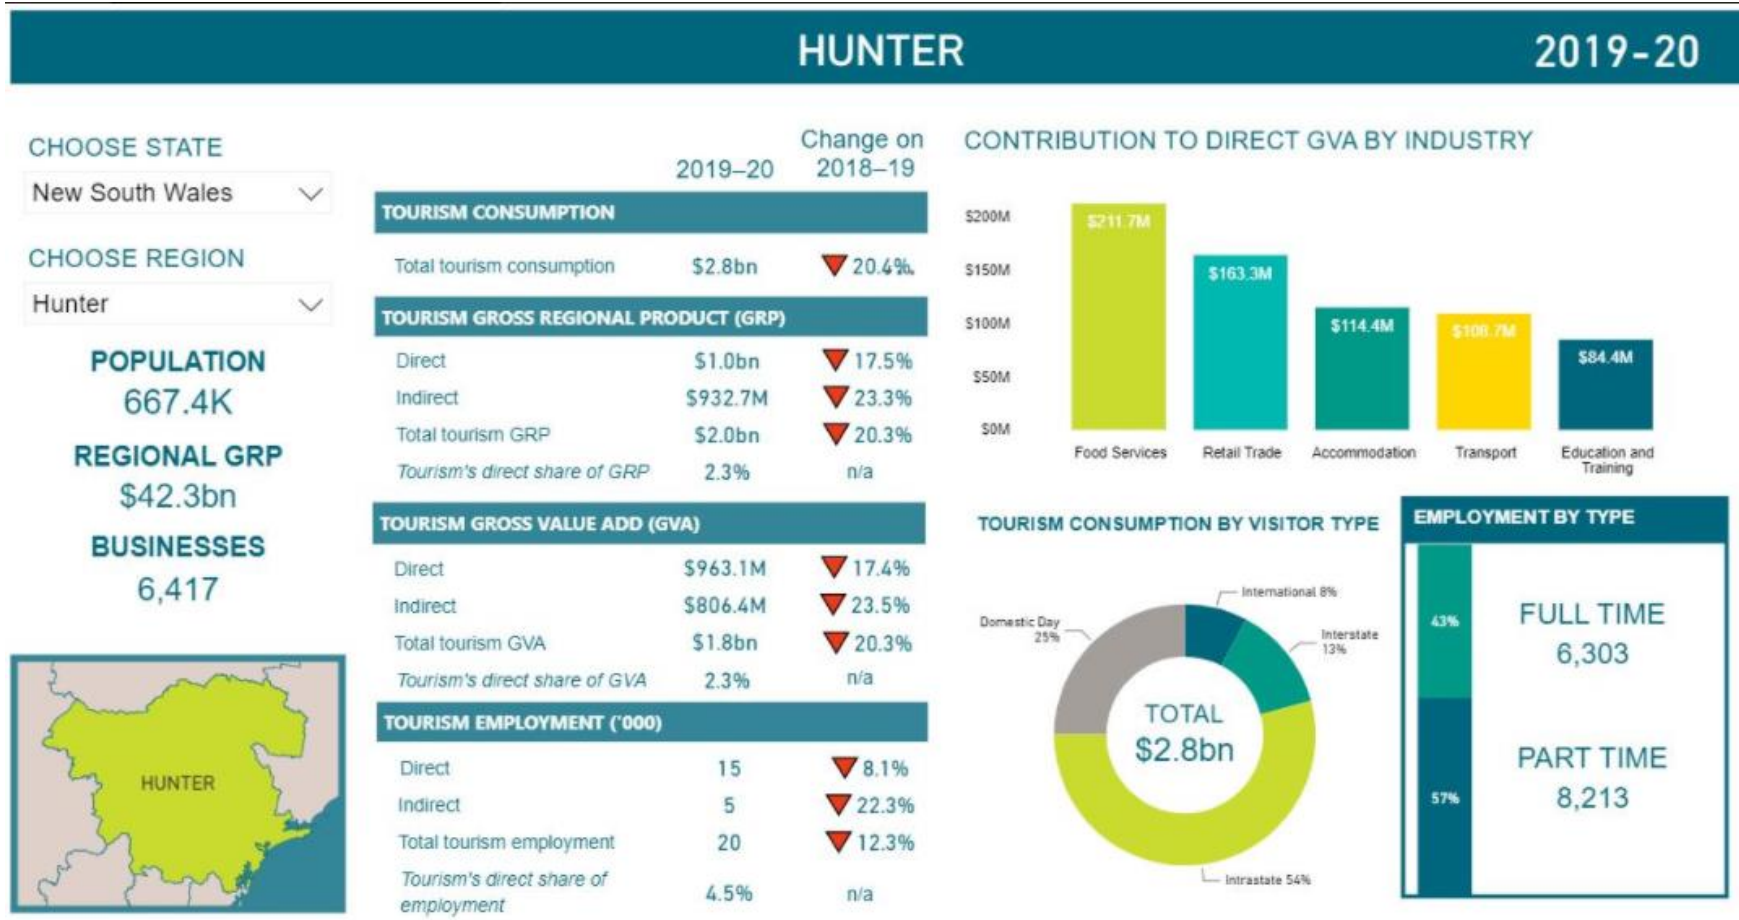 HUNTER
2019-20
CHOOSE STATE
New South Wales
CHOOSE REGION
Hunter
POPULATION
667.4K
REGIONAL GRP
$42.3bn
BUSINESSES
6,417
HUNTER
2019–20
Change on
2018–19
TOURISM CONSUMPTION
Total tourism consumption $2.8bn 20.4%
TOURISM GROSS REGIONAL PRODUCT (GRP)
Direct $1.0bn 17.5%
Indirect $932.7M 23.3%
Total tourism GRP $2.0bn 20.3%
Tourism's direct share of GRP 2.3% n/a
TOURISM GROSS VALUE ADD (GVA)
Direct $963.1M 17.4%
Indirect $806.4M 23.5%
Total tourism GVA $1.8bn 20.3%
Tourism's direct share of GVA 2.3% n/a
TOURISM EMPLOYMENT ('000)
Direct 15 8.1%
Indirect 5 22.3%
Total tourism employment 20 12.3%
Tourism's direct share of
employment 4.5% n/a
CONTRIBUTION TO DIRECT GVA BY INDUSTRY
$200M
$150M
$100M
$50M
$0M
$211.7M
$163.3M
$114.4M
$84.4M
Food Services
Retail Trade
Accommodation
Transport
Education and
Training
TOURISM CONSUMPTION BY VISITOR TYPE
International 8%
Interstate
13%
Domestic Day
25%
TOTAL
$2.8bn
Intrastate 54%
EMPLOYMENT BY TYPE
43%
FULL TIME
6,303
57%
PART TIME
8,213